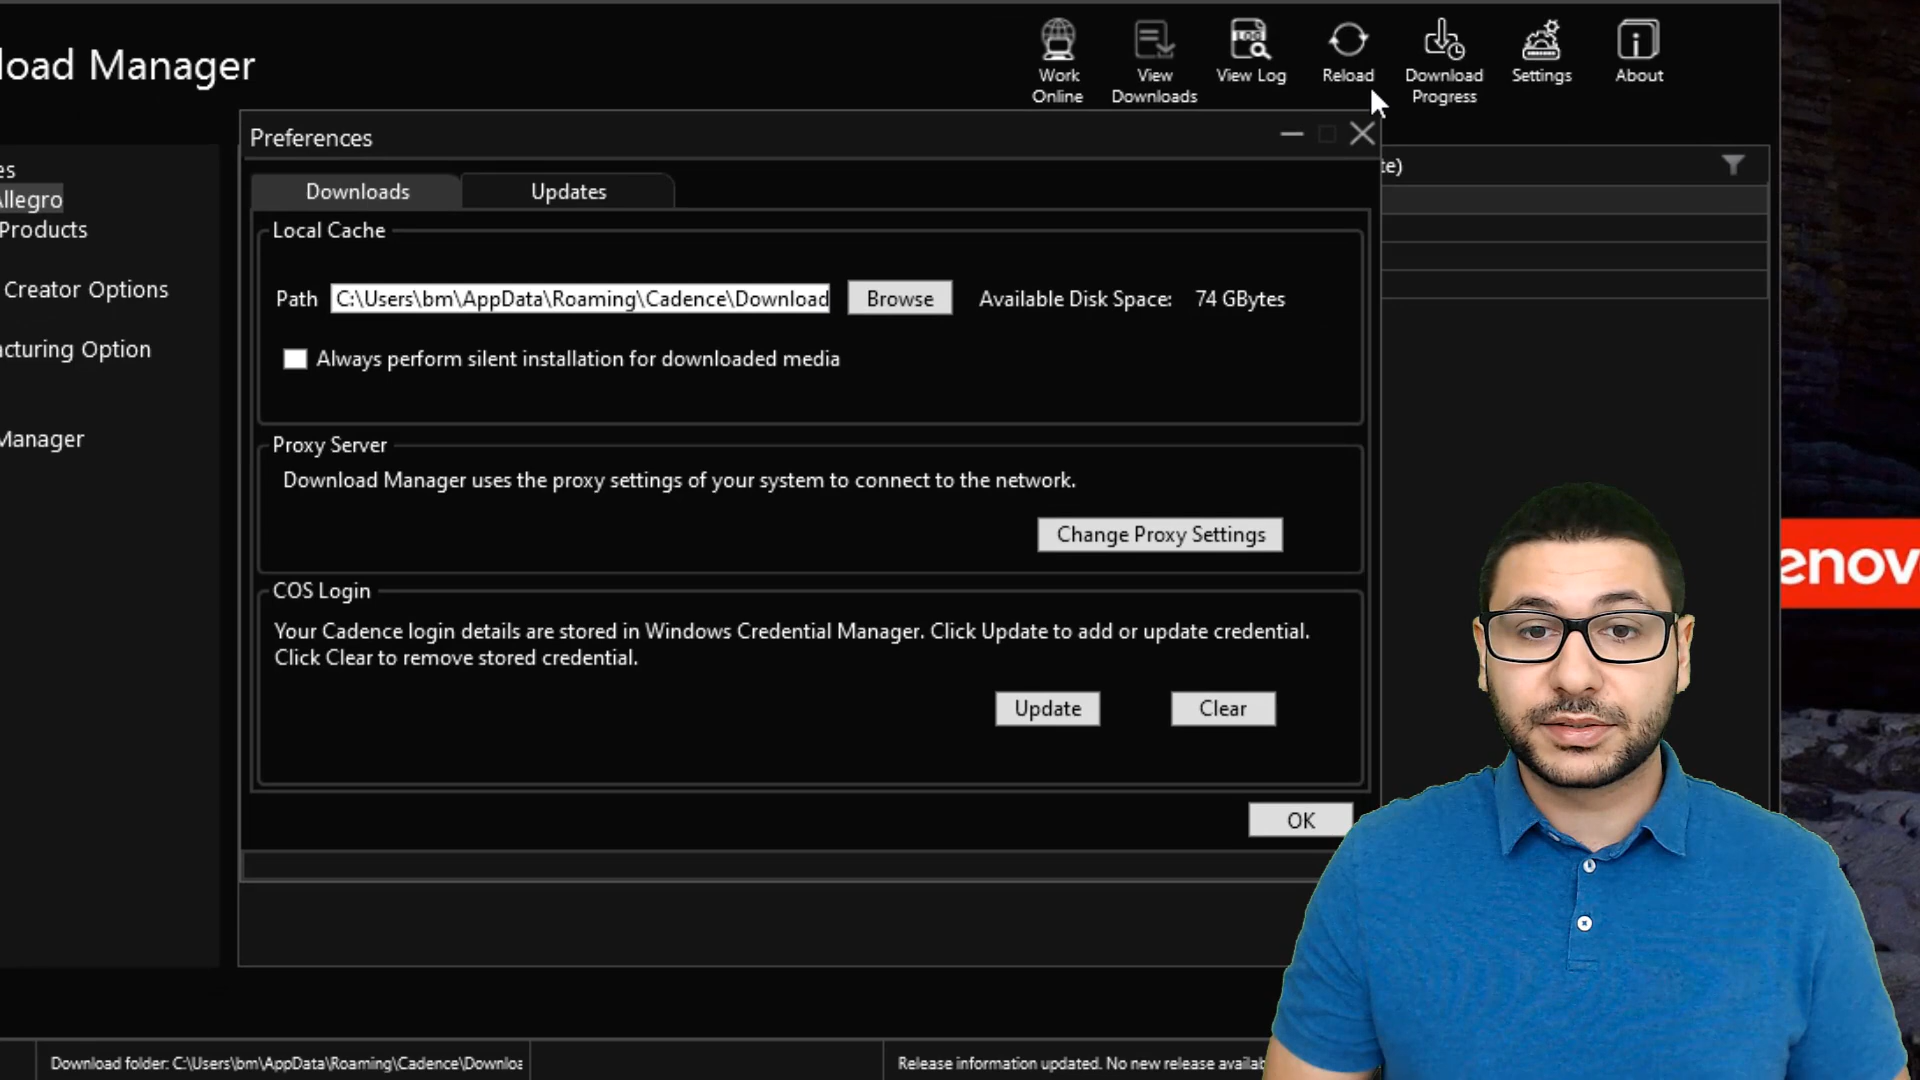 load Manager
Work Online
View Downloads
View Log
Reload
Download Progress
Settings
About
Preferences
Downloads
Updates
Local Cache
Path C:\Users\bm\AppData\Roaming\Cadence\Download Browse Available Disk Space: 74 GBytes
Always perform silent installation for downloaded media
Proxy Server
Download Manager uses the proxy settings of your system to connect to the network.
Change Proxy Settings
COS Login
Your Cadence login details are stored in Windows Credential Manager. Click Update to add or update credential.
Click Clear to remove stored credential.
Update Clear
OK
es
Allegro
Products
Creator Options
cturing Option
Manager
te)
enov
Download folder: C:\Users\bm\AppData\Roaming\Cadence\Downloa
Release information updated. No new release availab